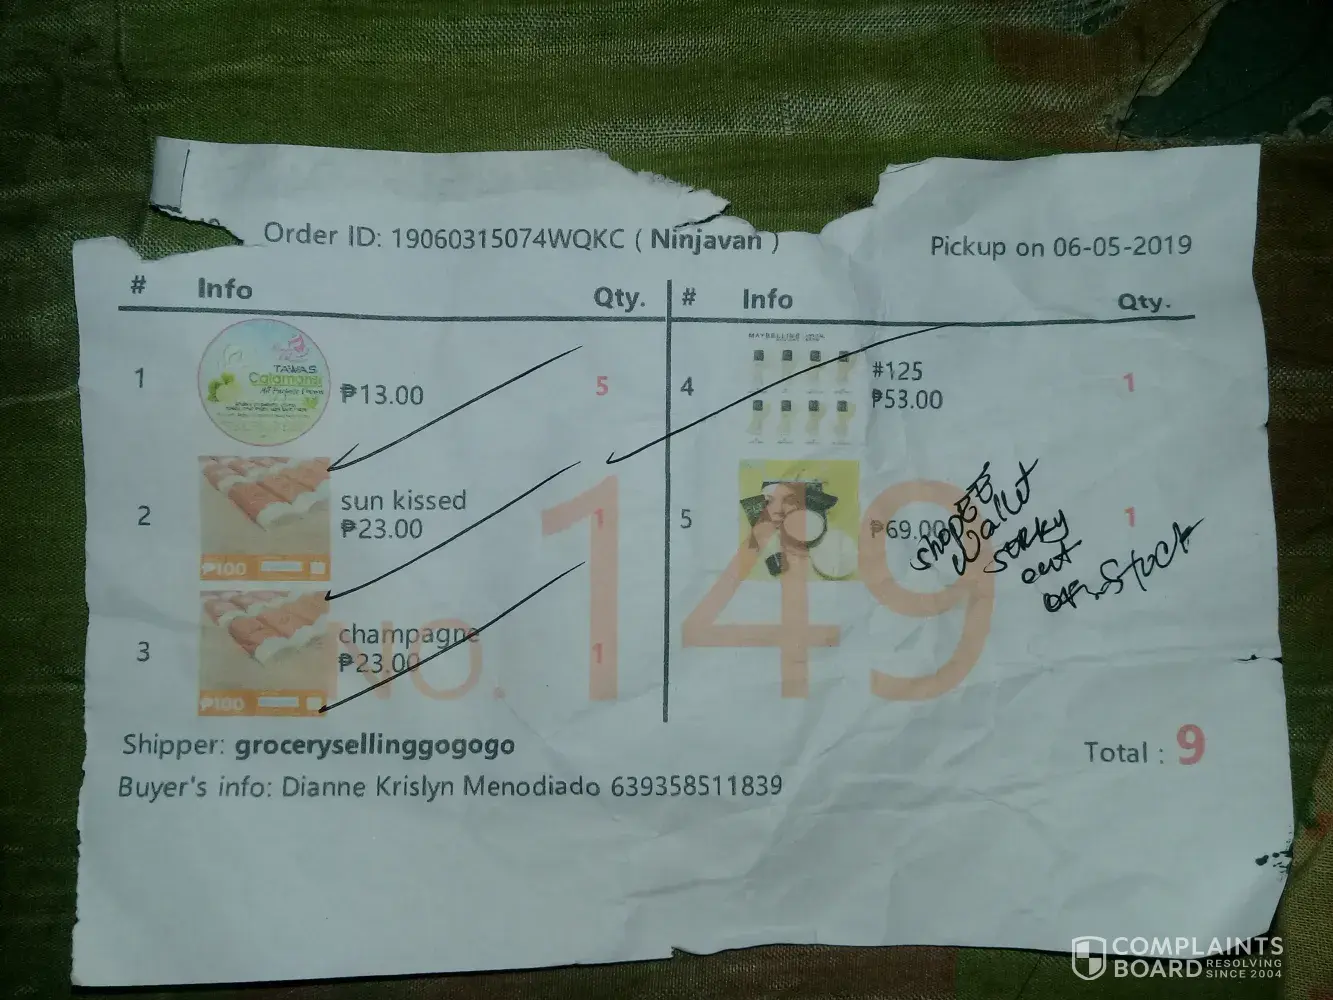 Order ID: 19060315074WQKC ( Ninjavan )
Pickup on 06-05-2019
# Info Qty.
1 ₱13.00 5
TAWAS
Calamansi
2 sun kissed
₱23.00 1
₱100
3 champagne
₱23.00 1
₱100
# Info Qty.
4 #125
₱53.00 1
MAYBELLINE
5 ₱69.00 1
shopEE
wallet
sorry
out
off stock
No. 149
Shipper: grocerysellinggogogo
Total : 9
Buyer's info: Dianne Krislyn Menodiado 639358511839
COMPLAINTS
BOARD RESOLVING
SINCE 2004